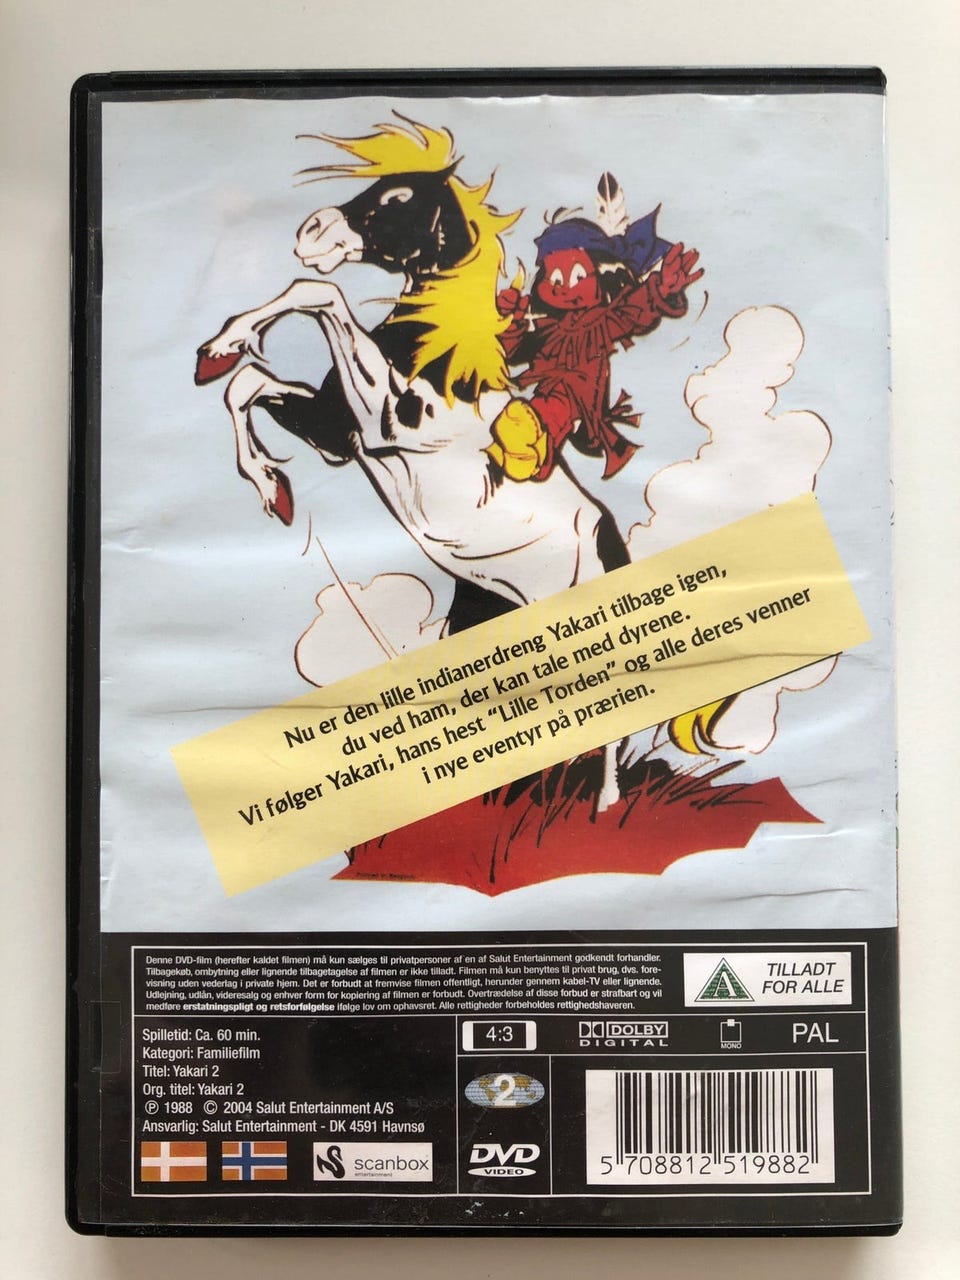 Nu er den lille indianerdreng Yakari tilbage igen,
du ved ham, der kan tale med dyrene.
Vi følger Yakari, hans hest "Lille Torden" og alle deres venner
i nye eventyr på prærien.
Printed in Belgium
Denne DVD-film (herefter kaldet filmen) må kun sælges til privatpersoner af en af Salut Entertainment godkendt forhandler.
Tilbagekøb, ombytning eller lignende tilbagetagelse af filmen er ikke tilladt. Filmen må kun benyttes til privat brug, dvs. fore-
visning uden vederlag i private hjem. Det er forbudt at fremvise filmen offentligt, herunder gennem kabel-TV eller lignende.
Udlejning, udlån, videresalg og enhver form for kopiering af filmen er forbudt. Overtrædelse af disse forbud er strafbart og vil
medføre erstatningspligt og retsforfølgelse ifølge lov om ophavsret. Alle rettigheder forbeholdes rettighedshaveren.
A
TILLADT
FOR ALLE
Spilletid: Ca. 60 min.
Kategori: Familiefilm
Titel: Yakari 2
Org. titel: Yakari 2
℗ 1988 © 2004 Salut Entertainment A/S
Ansvarlig: Salut Entertainment - DK 4591 Havnsø
scanbox
entertainment
4:3
DOLBY
DIGITAL
MONO
PAL
2
DVD
VIDEO
5 708812 519882